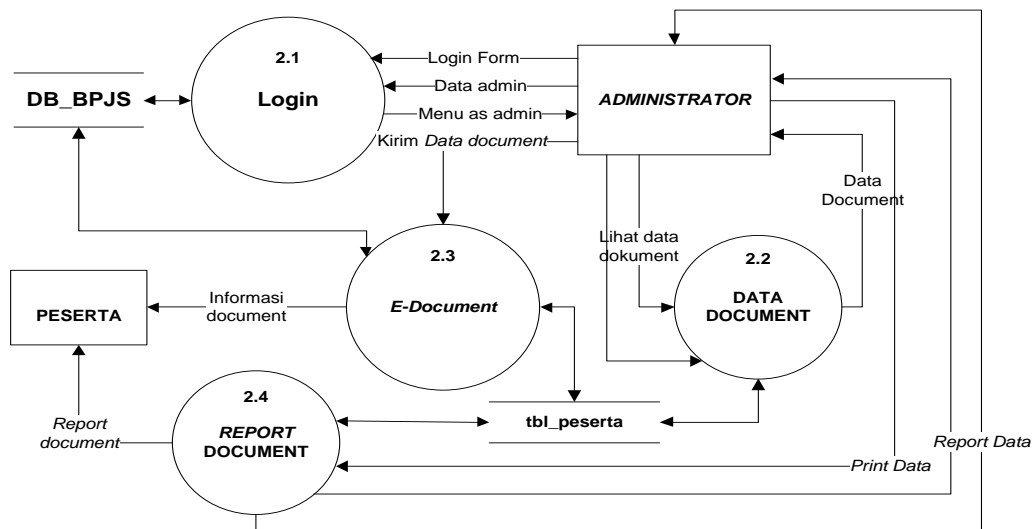 2.1
Login
DB_BPJS
Login Form
Data admin
Menu as admin
Kirim Data document
ADMINISTRATOR
Data
Document
Lihat data
dokument
2.2
DATA
DOCUMENT
2.3
E-Document
Informasi
document
PESERTA
2.4
REPORT
DOCUMENT
Report
document
tbl_peserta
Report Data
Print Data